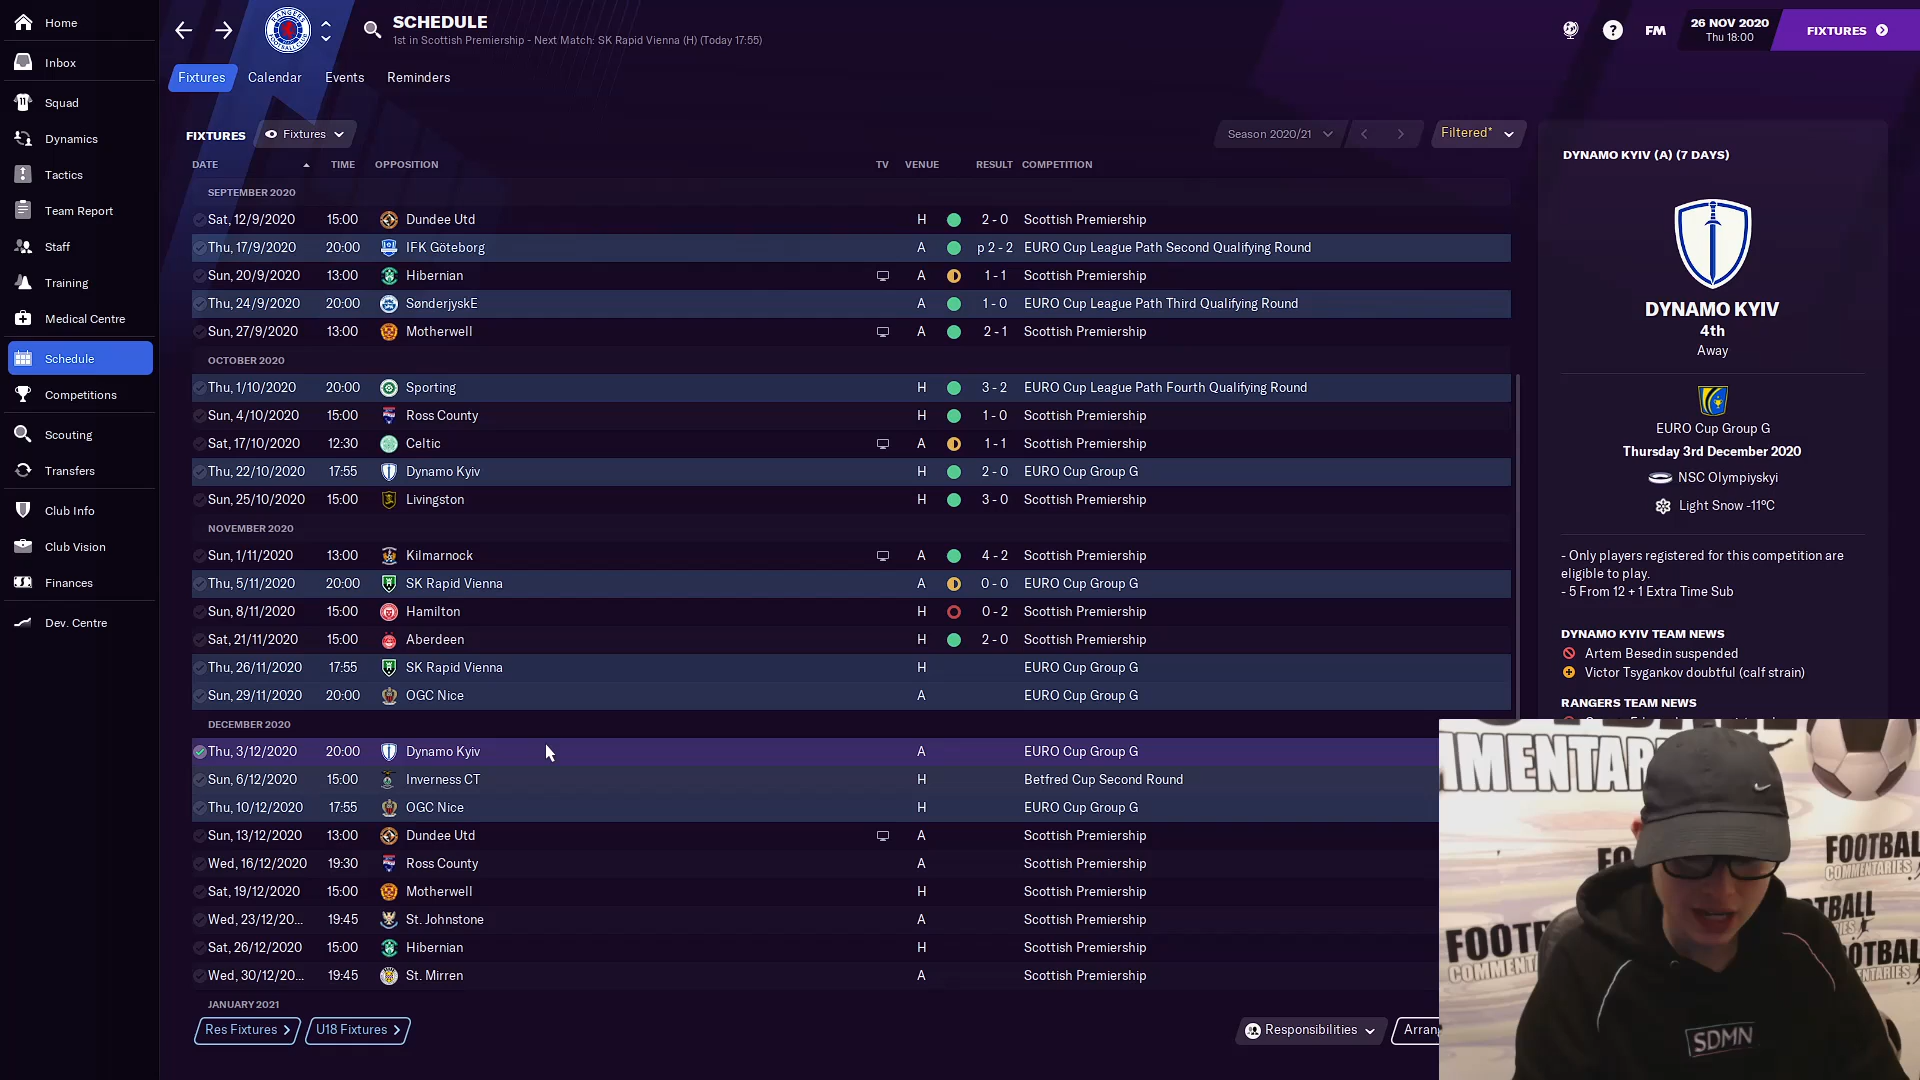 Home
Inbox
Squad
Dynamics
Tactics
Team Report
Staff
Training
Medical Centre
Schedule
Competitions
Scouting
Transfers
Club Info
Club Vision
Finances
Dev. Centre
SCHEDULE
1st in Scottish Premiership - Next Match: SK Rapid Vienna (H) (Today 17:55)
FM
26 NOV 2020
Thu 18:00
FIXTURES
Fixtures Calendar Events Reminders
FIXTURES Fixtures
Season 2020/21
Filtered*
DATE TIME OPPOSITION TV VENUE RESULT COMPETITION
SEPTEMBER 2020
Sat, 12/9/2020 15:00 Dundee Utd H 2 - 0 Scottish Premiership
Thu, 17/9/2020 20:00 IFK Göteborg A p 2 - 2 EURO Cup League Path Second Qualifying Round
Sun, 20/9/2020 13:00 Hibernian A 1 - 1 Scottish Premiership
Thu, 24/9/2020 20:00 SønderjyskE A 1 - 0 EURO Cup League Path Third Qualifying Round
Sun, 27/9/2020 13:00 Motherwell A 2 - 1 Scottish Premiership
OCTOBER 2020
Thu, 1/10/2020 20:00 Sporting H 3 - 2 EURO Cup League Path Fourth Qualifying Round
Sun, 4/10/2020 15:00 Ross County H 1 - 0 Scottish Premiership
Sat, 17/10/2020 12:30 Celtic A 1 - 1 Scottish Premiership
Thu, 22/10/2020 17:55 Dynamo Kyiv H 2 - 0 EURO Cup Group G
Sun, 25/10/2020 15:00 Livingston H 3 - 0 Scottish Premiership
NOVEMBER 2020
Sun, 1/11/2020 13:00 Kilmarnock A 4 - 2 Scottish Premiership
Thu, 5/11/2020 20:00 SK Rapid Vienna A 0 - 0 EURO Cup Group G
Sun, 8/11/2020 15:00 Hamilton H 0 - 2 Scottish Premiership
Sat, 21/11/2020 15:00 Aberdeen H 2 - 0 Scottish Premiership
Thu, 26/11/2020 17:55 SK Rapid Vienna H EURO Cup Group G
Sun, 29/11/2020 20:00 OGC Nice A EURO Cup Group G
DECEMBER 2020
Thu, 3/12/2020 20:00 Dynamo Kyiv A EURO Cup Group G
Sun, 6/12/2020 15:00 Inverness CT H Betfred Cup Second Round
Thu, 10/12/2020 17:55 OGC Nice H EURO Cup Group G
Sun, 13/12/2020 13:00 Dundee Utd A Scottish Premiership
Wed, 16/12/2020 19:30 Ross County A Scottish Premiership
Sat, 19/12/2020 15:00 Motherwell H Scottish Premiership
Wed, 23/12/20... 19:45 St. Johnstone A Scottish Premiership
Sat, 26/12/2020 15:00 Hibernian H Scottish Premiership
Wed, 30/12/20... 19:45 St. Mirren A Scottish Premiership
JANUARY 2021
Res Fixtures U18 Fixtures
Responsibilities Arran
DYNAMO KYIV (A) (7 DAYS)
DYNAMO KYIV
4th
Away
EURO Cup Group G
Thursday 3rd December 2020
NSC Olympiyskyi
Light Snow -11ºC
- Only players registered for this competition are
eligible to play.
- 5 From 12 + 1 Extra Time Sub
DYNAMO KYIV TEAM NEWS
Artem Besedin suspended
Victor Tsygankov doubtful (calf strain)
RANGERS TEAM NEWS
MMENTAR
FOOTBALL
COMMENTARIES
FOOT
COMMENTA
SDMN